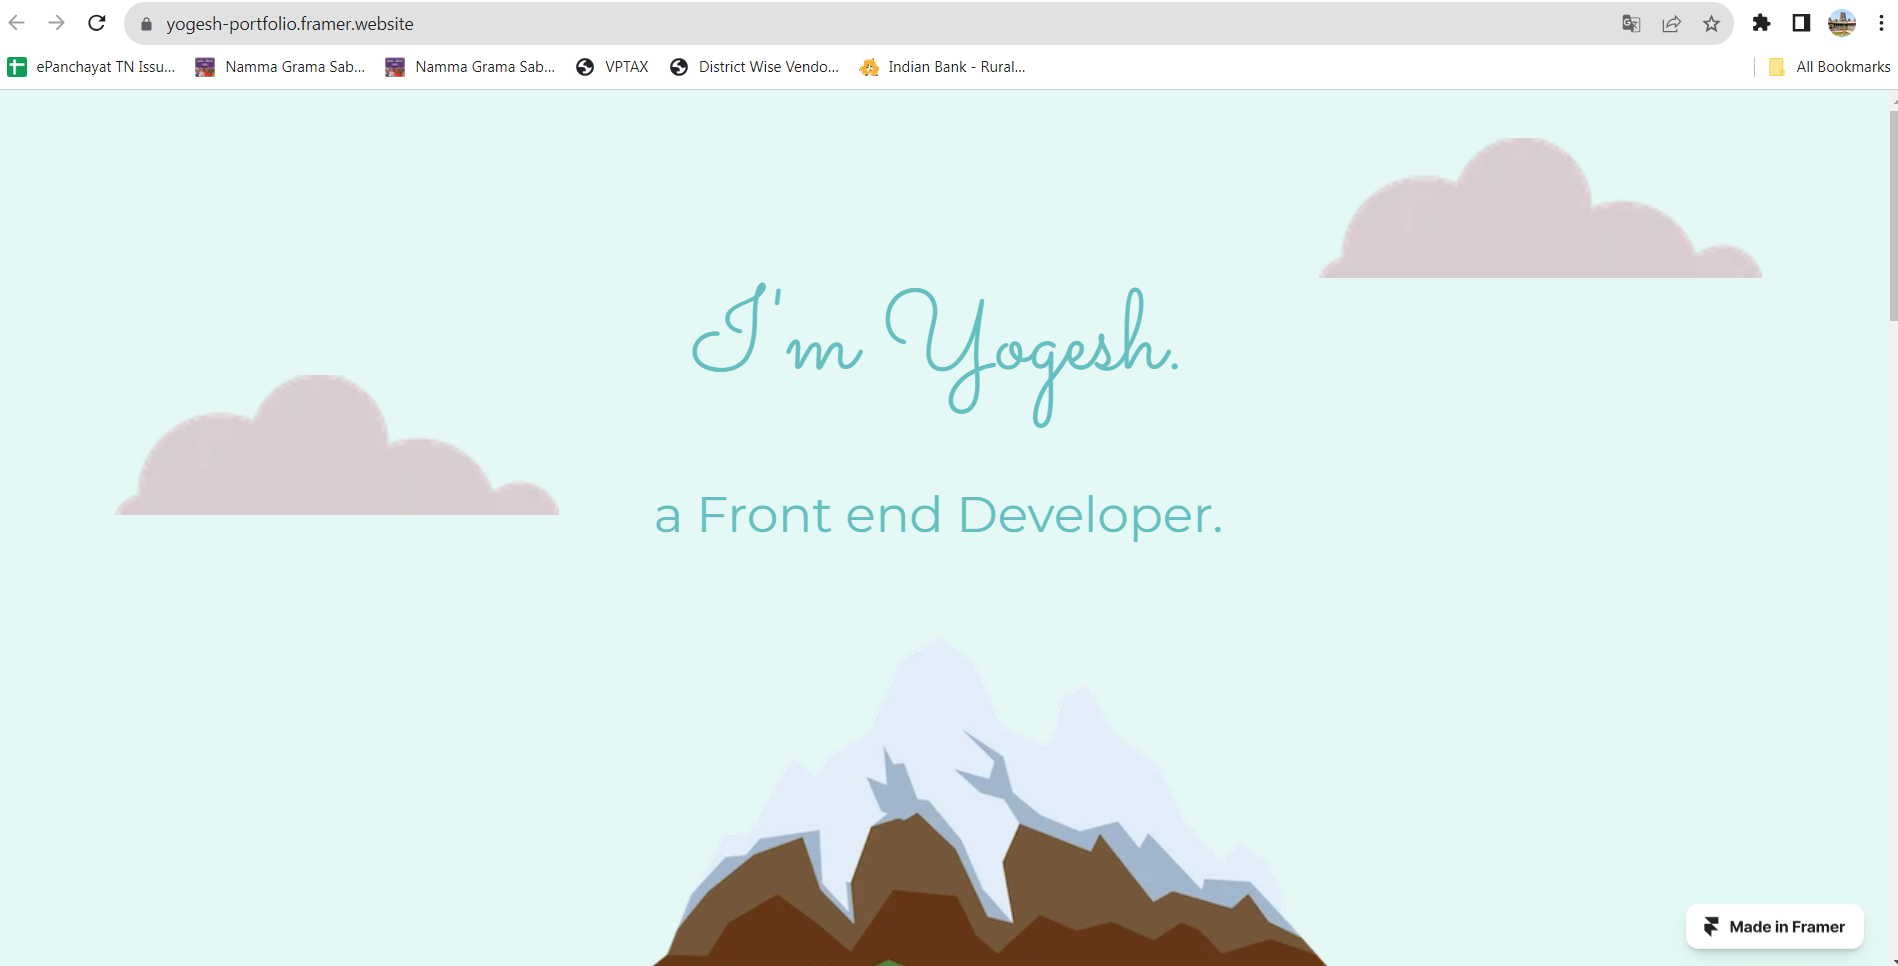 yogesh-portfolio.framer.website
ePanchayat TN Issu...
Namma Grama Sab...
Namma Grama Sab...
VPTAX
District Wise Vendo...
Indian Bank - Rural...
All Bookmarks
I'm Yogesh.
a Front end Developer.
Made in Framer